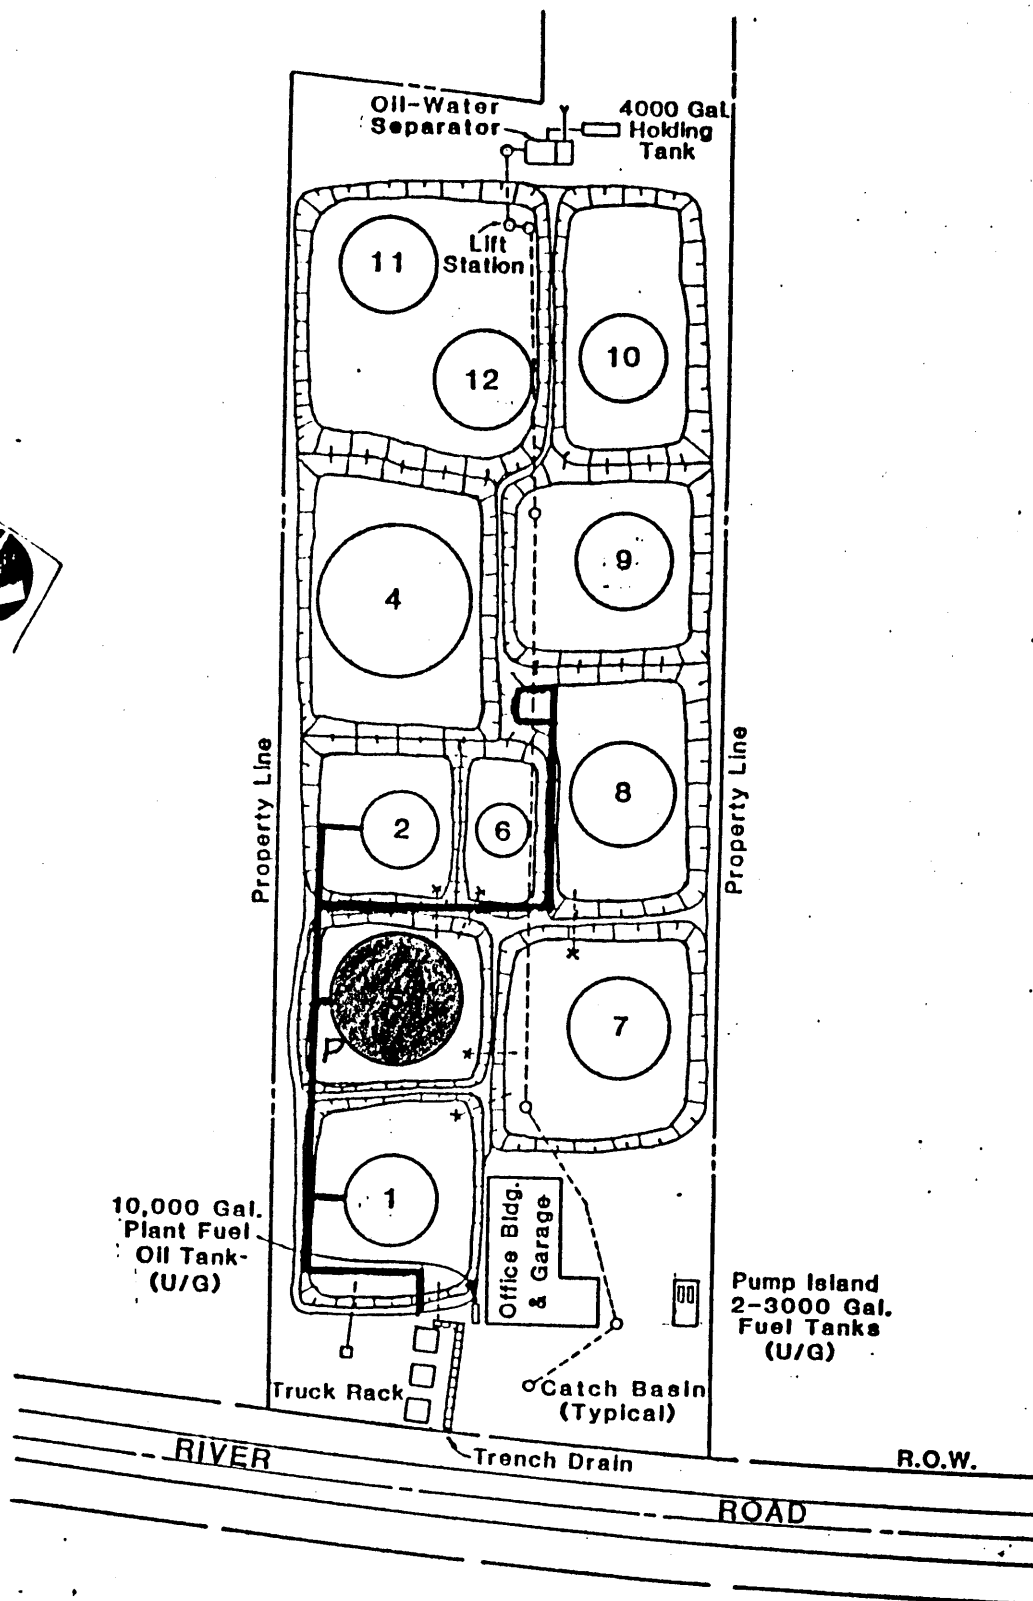 Oil-Water
Separator
4000 Gal.
Holding
Tank
Lift
Station
11
12
10
9
4
8
2
6
7
P
1
Property Line
Property Line
10,000 Gal.
Plant Fuel
Oil Tank-
(U/G)
Office Bldg.
& Garage
Pump Island
2-3000 Gal.
Fuel Tanks
(U/G)
Truck Rack
Catch Basin
(Typical)
Trench Drain
R.O.W.
RIVER
ROAD